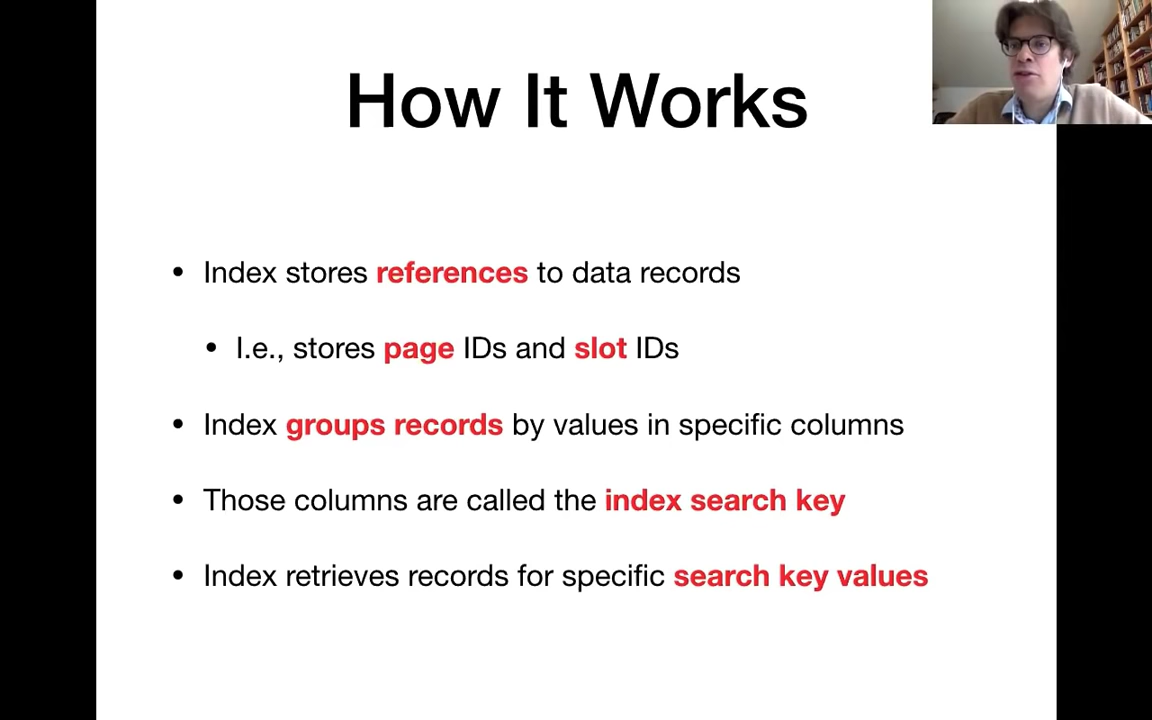 How It Works
• Index stores references to data records
• I.e., stores page IDs and slot IDs
• Index groups records by values in specific columns
• Those columns are called the index search key
• Index retrieves records for specific search key values